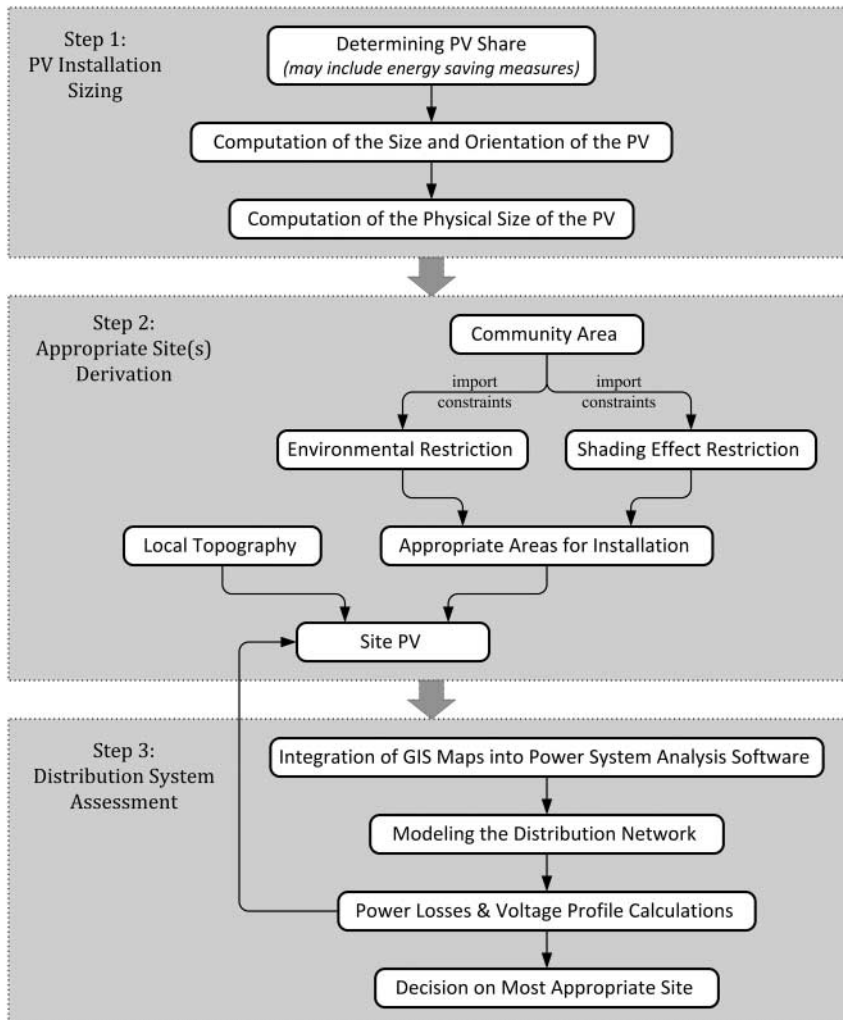 Step 1:
PV Installation
Sizing
Determining PV Share
(may include energy saving measures)
Computation of the Size and Orientation of the PV
Computation of the Physical Size of the PV
Step 2:
Appropriate Site(s)
Derivation
Community Area
import
constraints
import
constraints
Environmental Restriction
Shading Effect Restriction
Local Topography
Appropriate Areas for Installation
Site PV
Step 3:
Distribution System
Assessment
Integration of GIS Maps into Power System Analysis Software
Modeling the Distribution Network
Power Losses & Voltage Profile Calculations
Decision on Most Appropriate Site